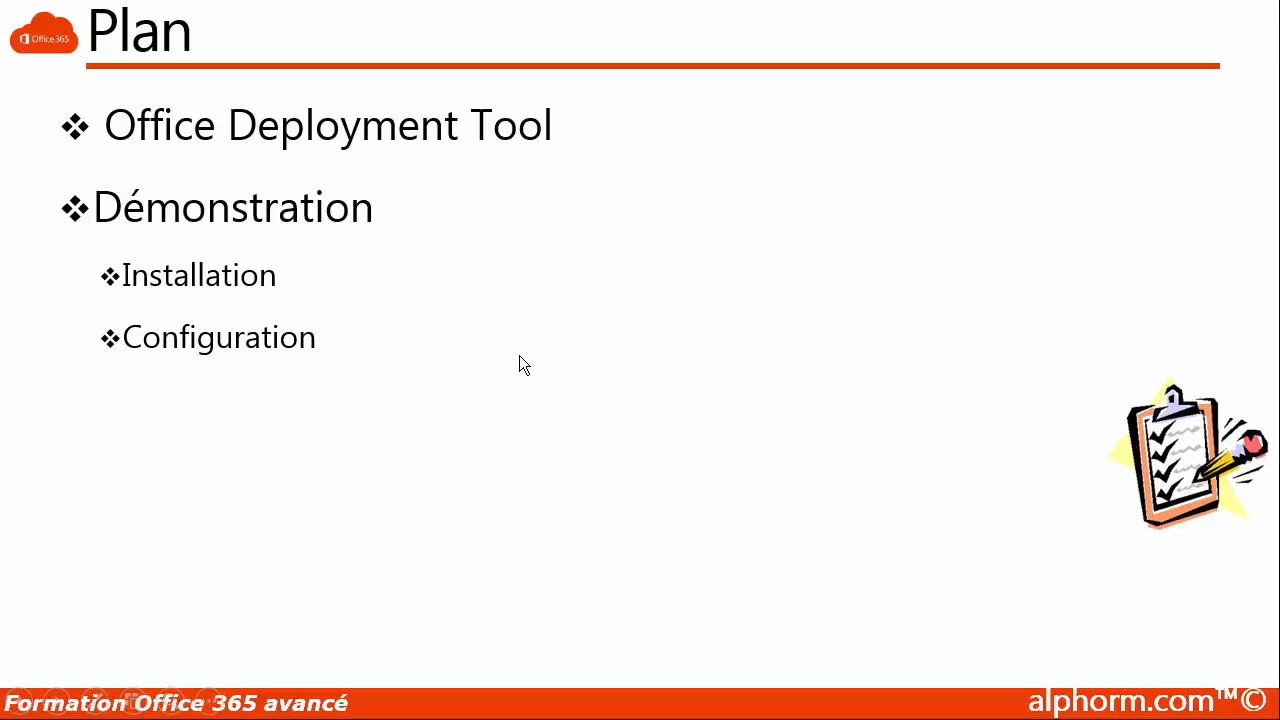 Office 365
Plan
❖ Office Deployment Tool
❖Démonstration
❖Installation
❖Configuration
Formation Office 365 avancé
alphorm.com™©